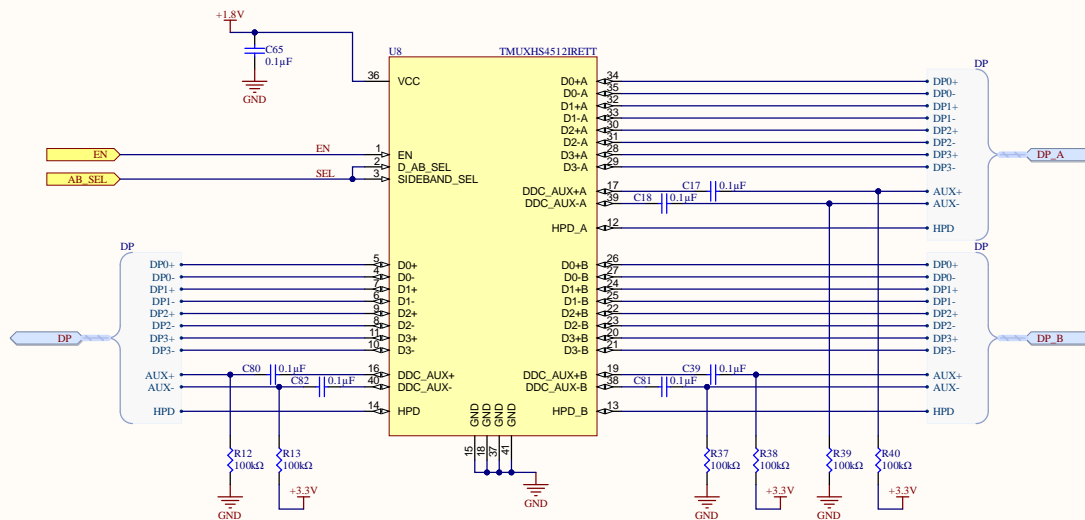 +1.8V
C65
0.1µF
GND
U8
TMUXHS4512IRETT
36
VCC
EN
EN
1
EN
2
D_AB_SEL
AB_SEL
SEL
3
SIDEBAND_SEL
DP
D0+A
34
DP0+
D0-A
35
DP0-
D1+A
32
DP1+
D1-A
33
DP1-
D2+A
30
DP2+
D2-A
31
DP2-
D3+A
28
DP3+
D3-A
29
DP3-
DP_A
DDC_AUX+A
17
C17
0.1µF
AUX+
DDC_AUX-A
39
C18
0.1µF
AUX-
HPD_A
12
HPD
DP
DP0+
5
D0+
DP0-
4
D0-
DP1+
7
D1+
DP1-
6
D1-
DP2+
9
D2+
DP2-
8
D2-
DP3+
11
D3+
DP3-
10
D3-
DP
AUX+
C80
0.1µF
16
DDC_AUX+
AUX-
C82
0.1µF
40
DDC_AUX-
HPD
14
HPD
DP
D0+B
26
DP0+
D0-B
27
DP0-
D1+B
24
DP1+
D1-B
25
DP1-
D2+B
22
DP2+
D2-B
23
DP2-
D3+B
20
DP3+
D3-B
21
DP3-
DP_B
DDC_AUX+B
19
C39
0.1µF
AUX+
DDC_AUX-B
38
C81
0.1µF
AUX-
HPD_B
13
HPD
GND
GND
GND
GND
15
18
37
41
GND
R12
100kΩ
GND
R13
100kΩ
+3.3V
R37
100kΩ
GND
R38
100kΩ
+3.3V
R39
100kΩ
GND
R40
100kΩ
+3.3V